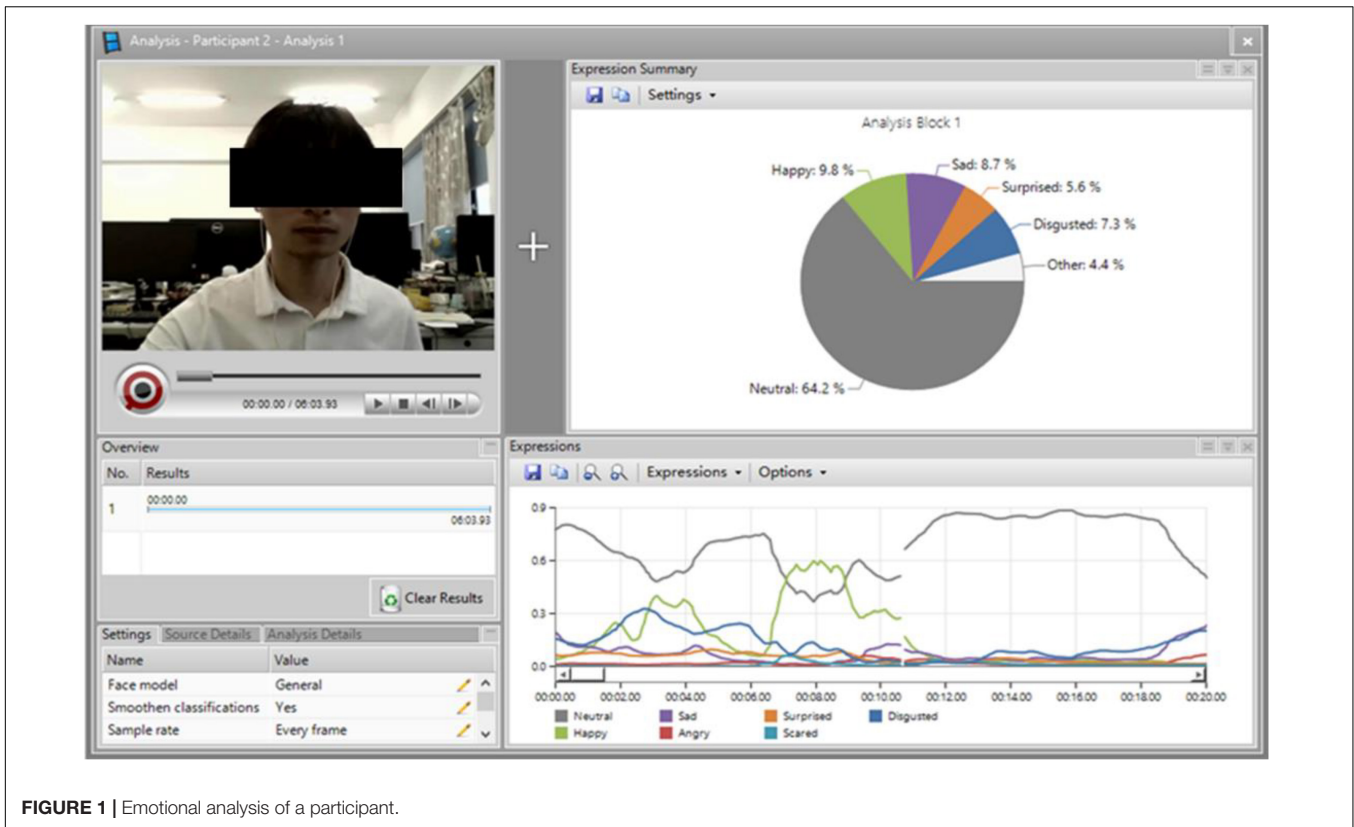 Analysis - Participant 2 - Analysis 1
Expression Summary
Settings
Analysis Block 1
Happy: 9.8 %
Sad: 8.7 %
Surprised: 5.6 %
Disgusted: 7.3 %
Other: 4.4 %
Neutral: 64.2 %
00:00.00 / 06:03.93
Overview
No. Results
1 00:00.00
06:03.93
Clear Results
Settings Source Details Analysis Details
Name Value
Face model General
Smoothen classifications Yes
Sample rate Every frame
Expressions
Expressions Options
0.9
0.6
0.3
0.0
00:00.00 00:02.00 00:04.00 00:06.00 00:08.00 00:10.00 00:12.00 00:14.00 00:16.00 00:18.00 00:20.00
Neutral Sad Surprised Disgusted
Happy Angry Scared
FIGURE 1 | Emotional analysis of a participant.